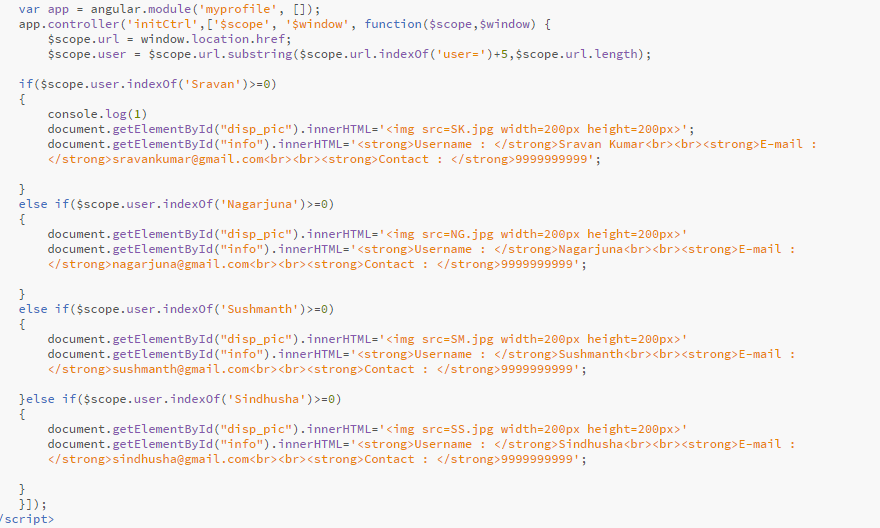 var app = angular.module('myprofile', []);
app.controller('initCtrl',['$scope', '$window', function($scope,$window) {
$scope.url = window.location.href;
$scope.user = $scope.url.substring($scope.url.indexOf('user=')+5,$scope.url.length);
if($scope.user.indexOf('Sravan')>=0)
{
console.log(1)
document.getElementById("disp_pic").innerHTML='<img src=SK.jpg width=200px height=200px>';
document.getElementById("info").innerHTML='<strong>Username : </strong>Sravan Kumar<br><br><strong>E-mail :
</strong>sravankumar@gmail.com<br><br><strong>Contact : </strong>9999999999';
}
else if($scope.user.indexOf('Nagarjuna')>=0)
{
document.getElementById("disp_pic").innerHTML='<img src=NG.jpg width=200px height=200px>'
document.getElementById("info").innerHTML='<strong>Username : </strong>Nagarjuna<br><br><strong>E-mail :
</strong>nagarjuna@gmail.com<br><br><strong>Contact : </strong>9999999999';
}
else if($scope.user.indexOf('Sushmanth')>=0)
{
document.getElementById("disp_pic").innerHTML='<img src=SM.jpg width=200px height=200px>'
document.getElementById("info").innerHTML='<strong>Username : </strong>Sushmanth<br><br><strong>E-mail :
</strong>sushmanth@gmail.com<br><br><strong>Contact : </strong>9999999999';
}else if($scope.user.indexOf('Sindhusha')>=0)
{
document.getElementById("disp_pic").innerHTML='<img src=SS.jpg width=200px height=200px>'
document.getElementById("info").innerHTML='<strong>Username : </strong>Sindhusha<br><br><strong>E-mail :
</strong>sindhusha@gmail.com<br><br><strong>Contact : </strong>9999999999';
}
}]);
/script>